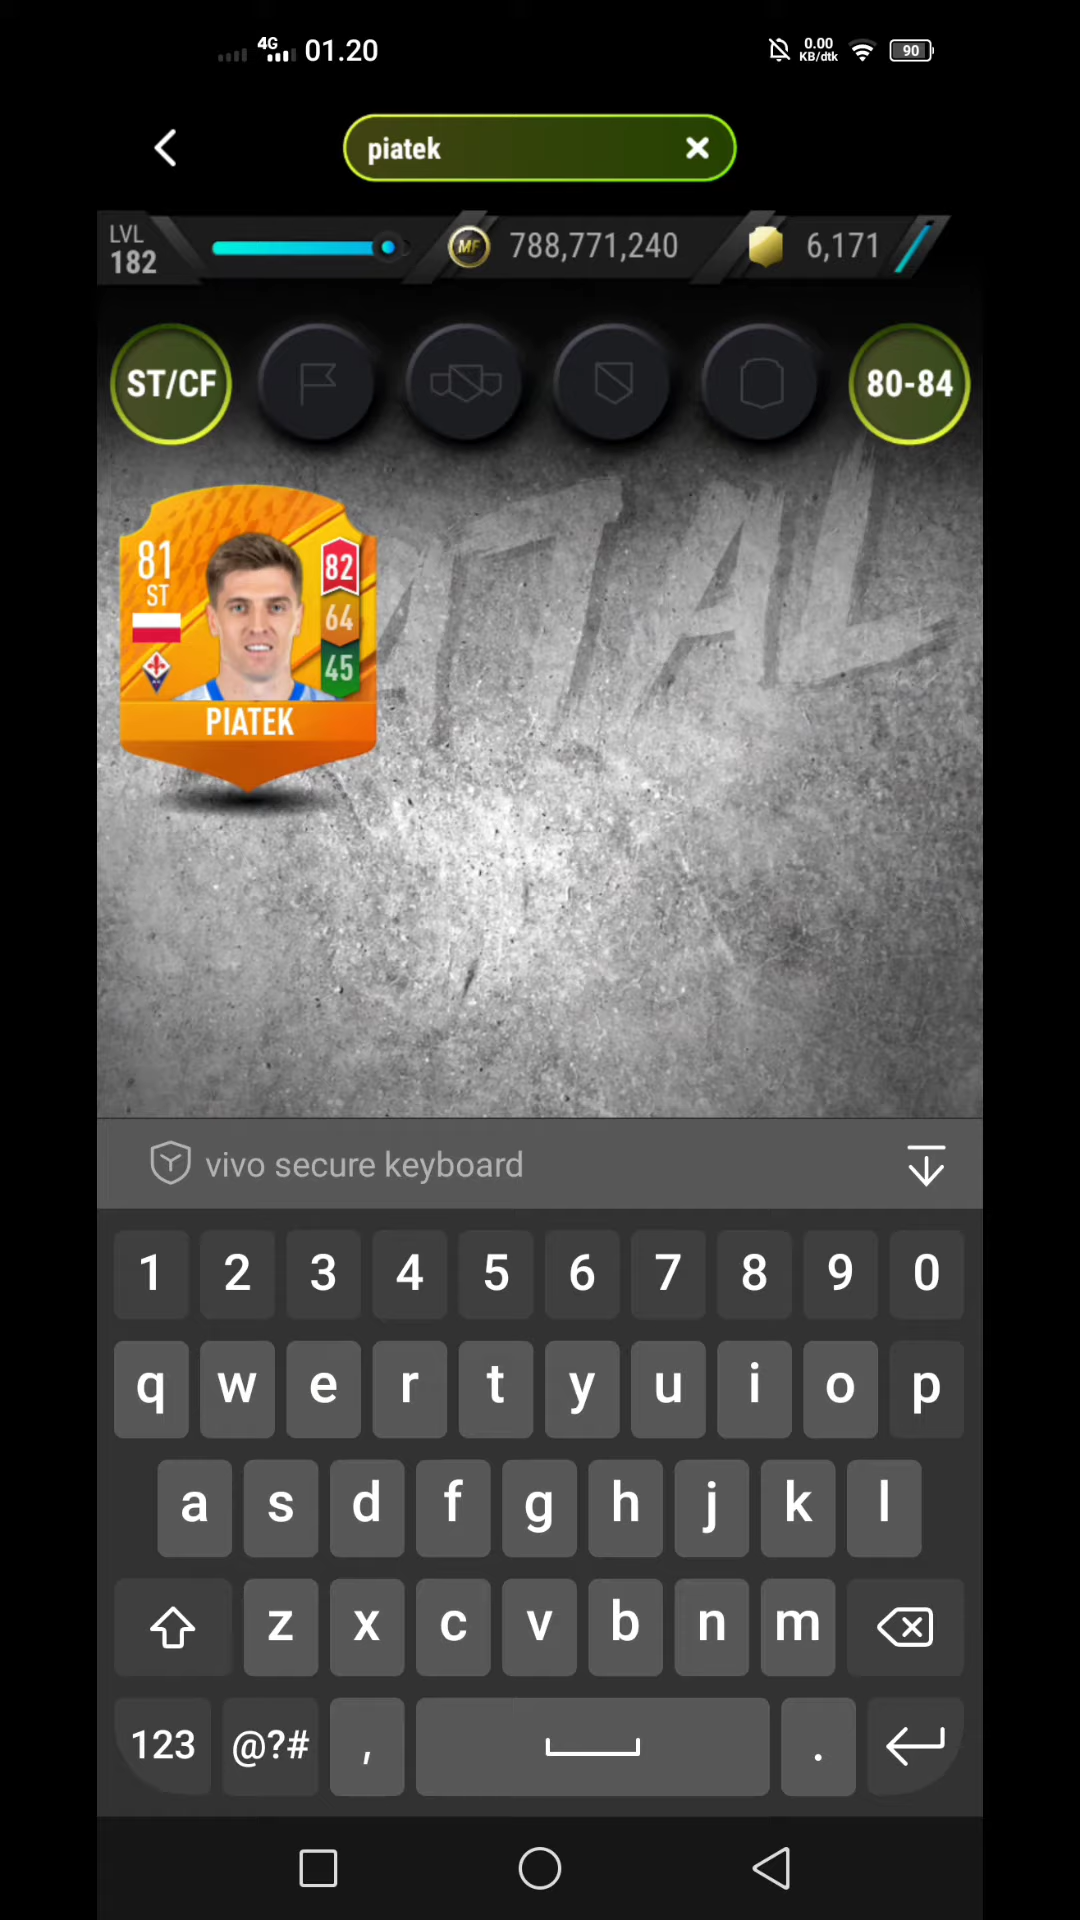 4G 01.20 0.00 KB/dtk 90
piatek
LVL 182 MF 788,771,240 6,171
ST/CF 80-84
81 82
ST 64
45
PIATEK
vivo secure keyboard
1 2 3 4 5 6 7 8 9 0
q w e r t y u i o p
a s d f g h j k l
z x c v b n m
123 @?# , .